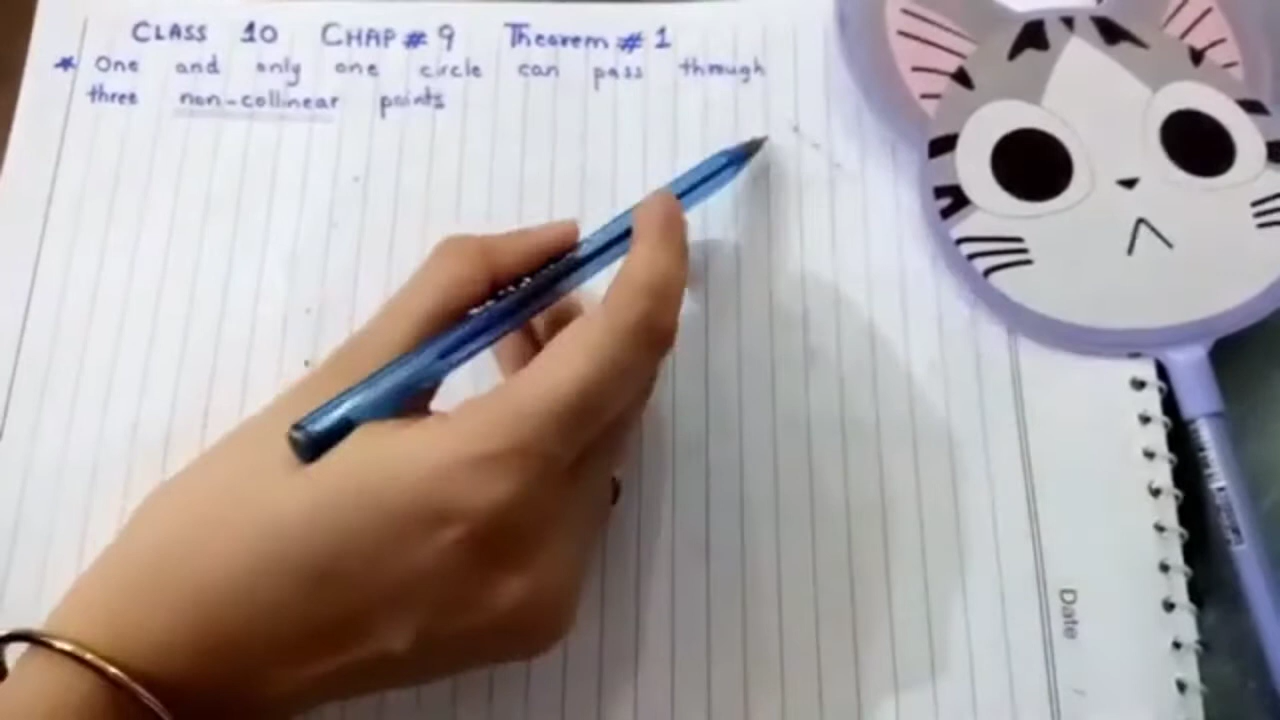 CLASS 10 CHAP # 9 Theorem # 1
* One and only one circle can pass through
three non-collinear points
Date